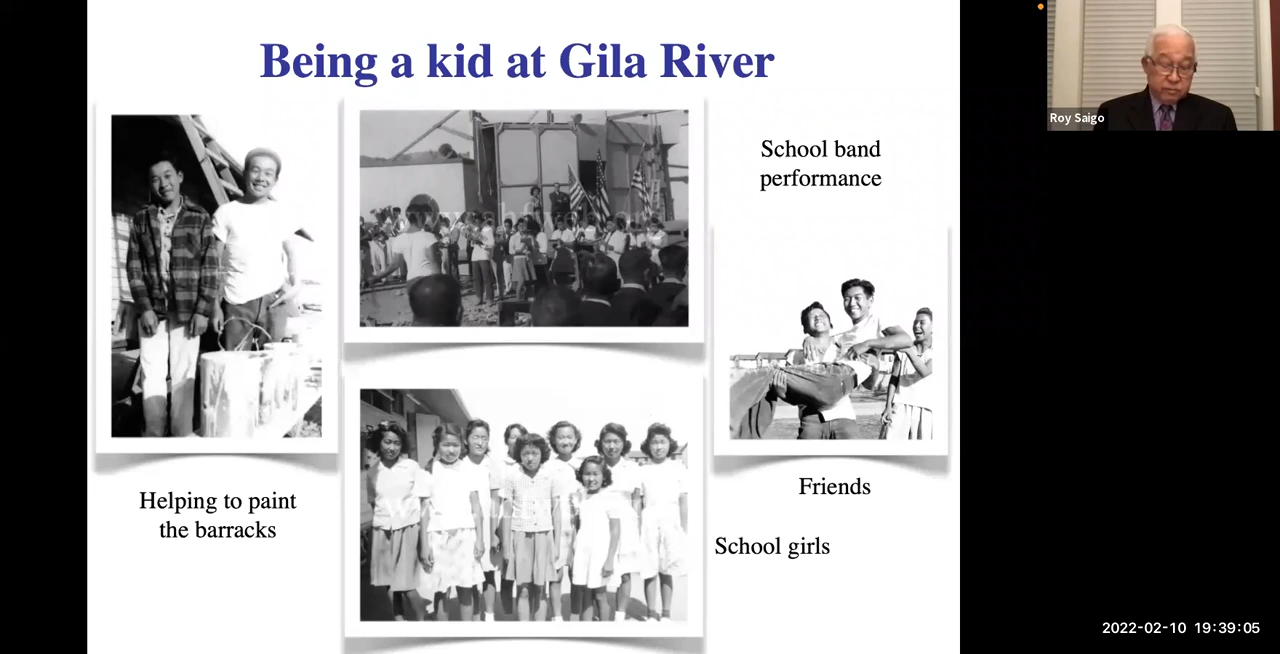 Being a kid at Gila River
Roy Saigo
School band
performance
Helping to paint
the barracks
Friends
School girls
2022-02-10 19:39:05